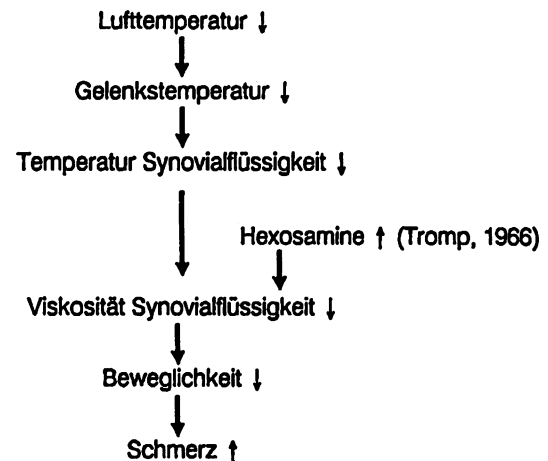 Lufttemperatur ↓
Gelenkstemperatur ↓
Temperatur Synovialflüssigkeit ↓
Hexosamine ↑ (Tromp, 1966)
Viskosität Synovialflüssigkeit ↓
Beweglichkeit ↓
Schmerz ↑